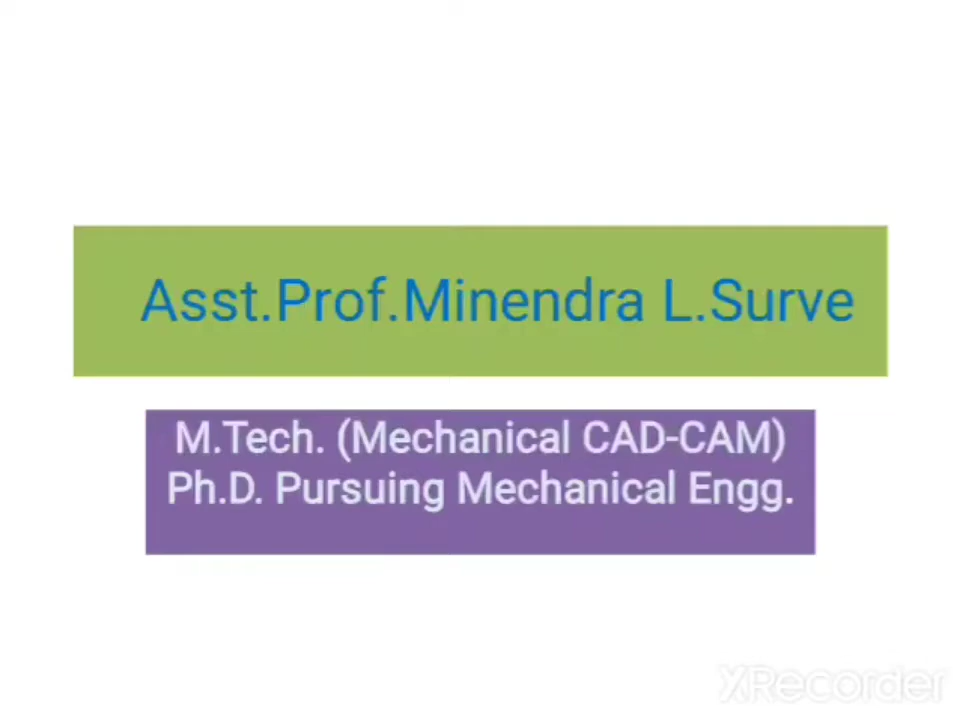 Asst.Prof.Minendra L.Surve
M.Tech. (Mechanical CAD-CAM)
Ph.D. Pursuing Mechanical Engg.
XRecorder